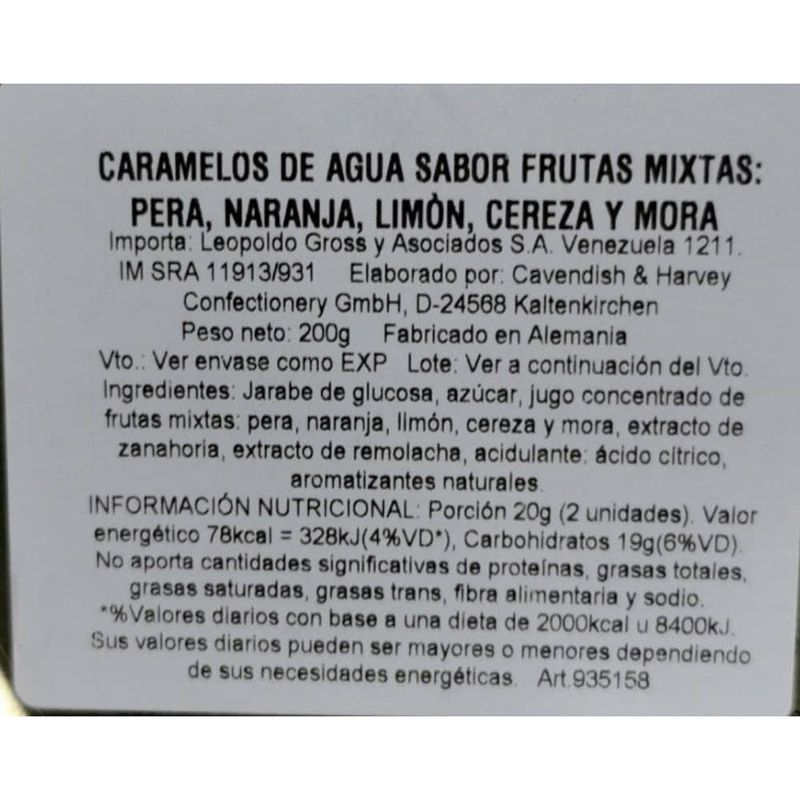 CARAMELOS DE AGUA SABOR FRUTAS MIXTAS:
PERA, NARANJA, LIMÒN, CEREZA Y MORA
Importa: Leopoldo Gross y Asociados S.A. Venezuela 1211.
IM SRA 11913/931 Elaborado por: Cavendish & Harvey
Confectionery GmbH, D-24568 Kaltenkirchen
Peso neto: 200g Fabricado en Alemania
Vto.: Ver envase como EXP Lote: Ver a continuación del Vto.
Ingredientes: Jarabe de glucosa, azúcar, jugo concentrado de
frutas mixtas: pera, naranja, limón, cereza y mora, extracto de
zanahoria, extracto de remolacha, acidulante: ácido cítrico,
aromatizantes naturales.
INFORMACIÓN NUTRICIONAL: Porción 20g (2 unidades). Valor
energético 78kcal = 328kJ(4%VD*), Carbohidratos 19g(6%VD).
No aporta cantidades significativas de proteínas, grasas totales,
grasas saturadas, grasas trans, fibra alimentaria y sodio.
*%Valores diarios con base a una dieta de 2000kcal u 8400kJ.
Sus valores diarios pueden ser mayores o menores dependiendo
de sus necesidades energéticas. Art.935158